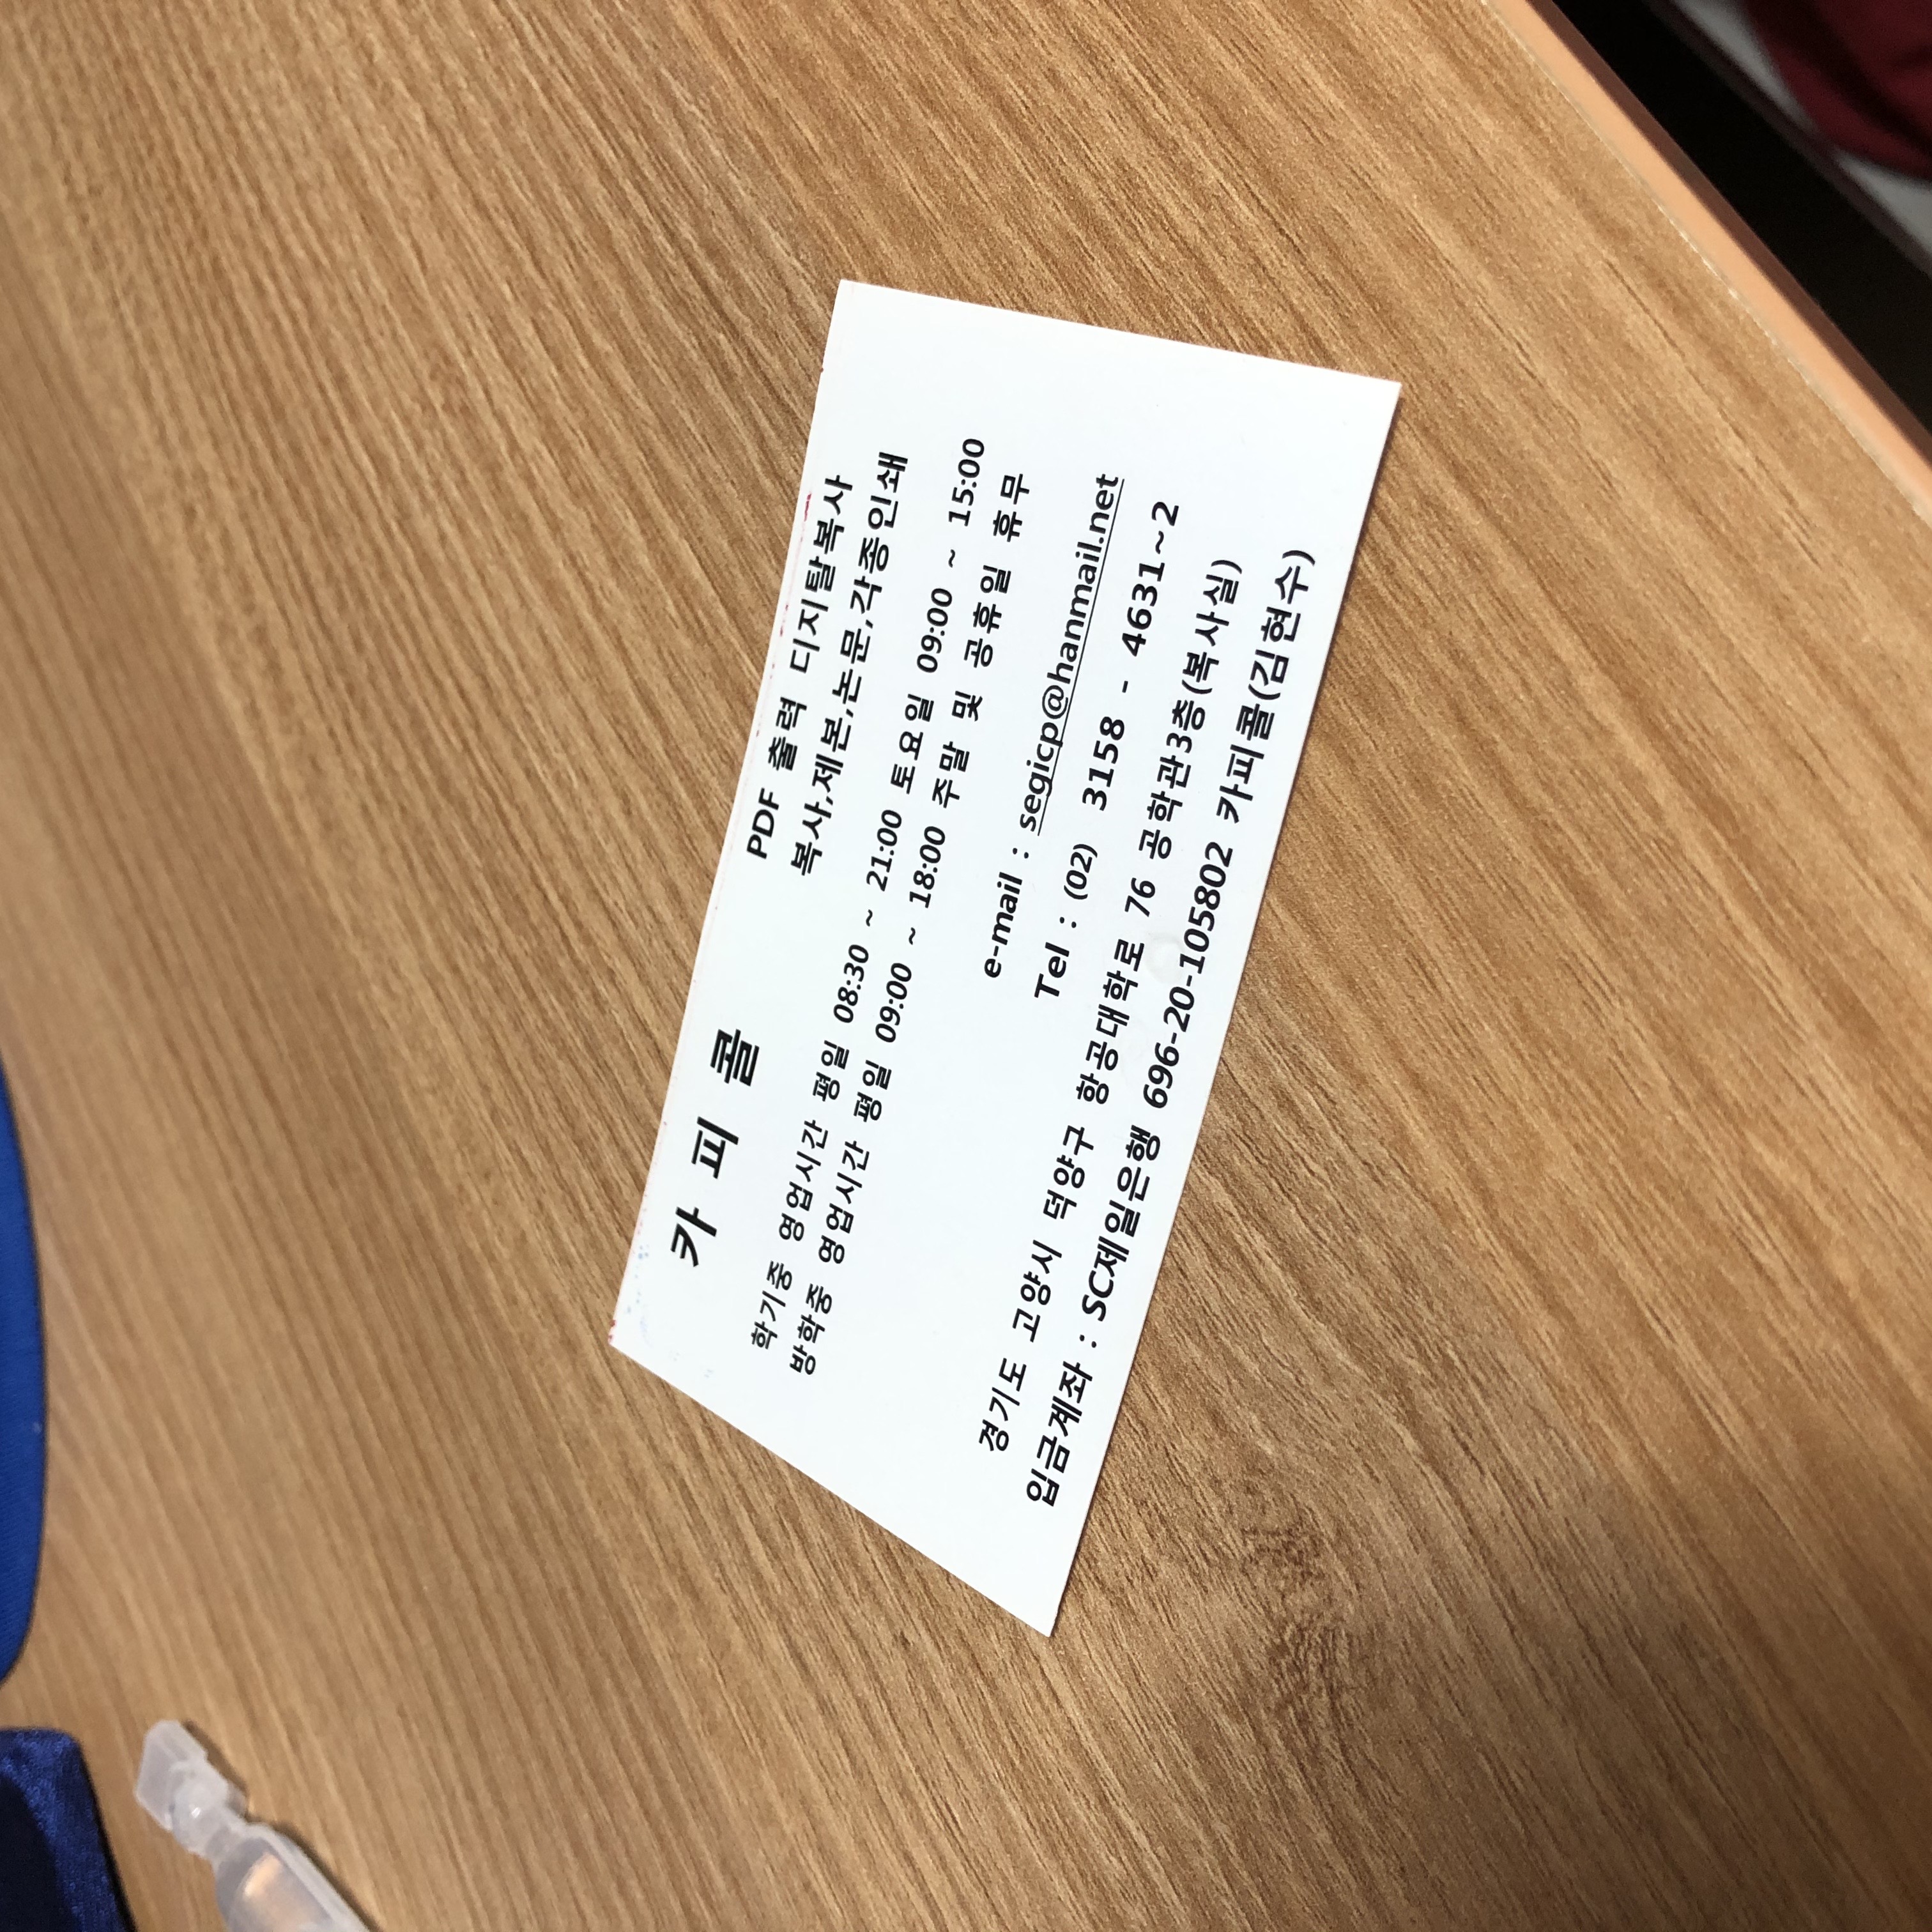 카 피 콜
PDF 출력 디지탈복사
복사,제본,논문,각종인쇄
학기중 영업시간 평일 08:30 ~ 21:00 토요일 09:00 ~ 15:00
방학중 영업시간 평일 09:00 ~ 18:00 주말 및 공휴일 휴무
e-mail : segicp@hanmail.net
Tel : (02) 3158 - 4631~2
경기도 고양시 덕양구 항공대학로 76 공학관3층(복사실)
입금계좌 : SC제일은행 696-20-105802 카피콜(김현수)